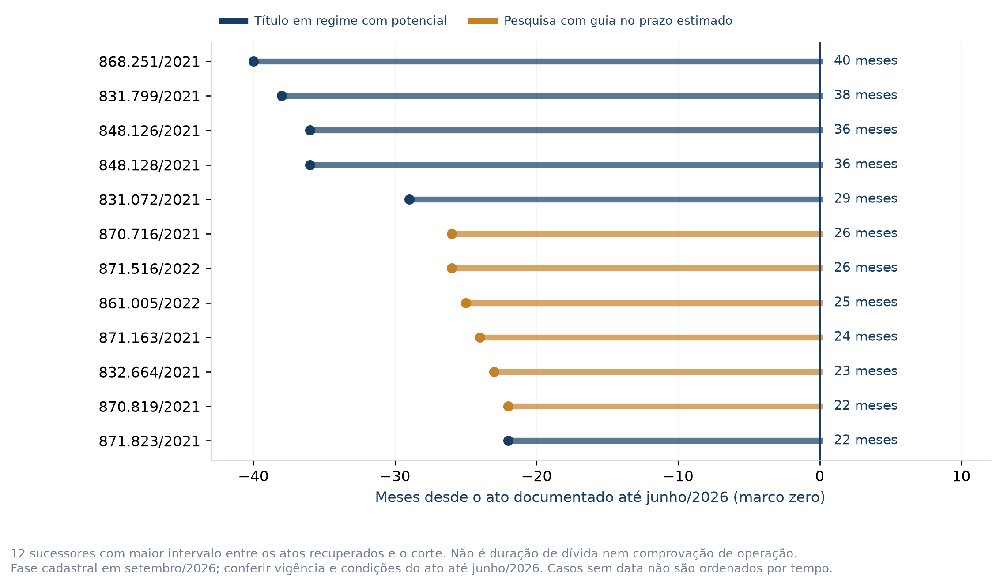 Título em regime com potencial Pesquisa com guia no prazo estimado
868.251/2021 40 meses
831.799/2021 38 meses
848.126/2021 36 meses
848.128/2021 36 meses
831.072/2021 29 meses
870.716/2021 26 meses
871.516/2022 26 meses
861.005/2022 25 meses
871.163/2021 24 meses
832.664/2021 23 meses
870.819/2021 22 meses
871.823/2021 22 meses
−40 −30 −20 −10 0 10
Meses desde o ato documentado até junho/2026 (marco zero)
12 sucessores com maior intervalo entre os atos recuperados e o corte. Não é duração de dívida nem comprovação de operação.
Fase cadastral em setembro/2026; conferir vigência e condições do ato até junho/2026. Casos sem data não são ordenados por tempo.